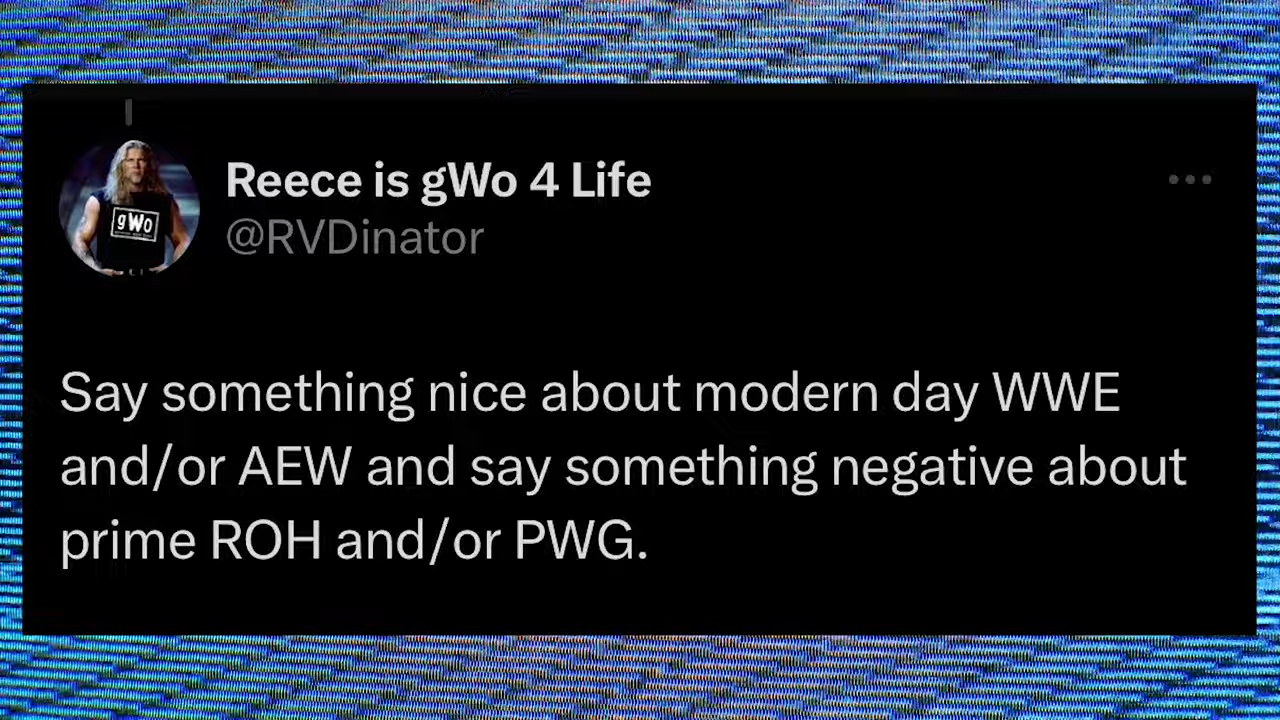 Reece is gWo 4 Life
@RVDinator
gWo
Say something nice about modern day WWE
and/or AEW and say something negative about
prime ROH and/or PWG.